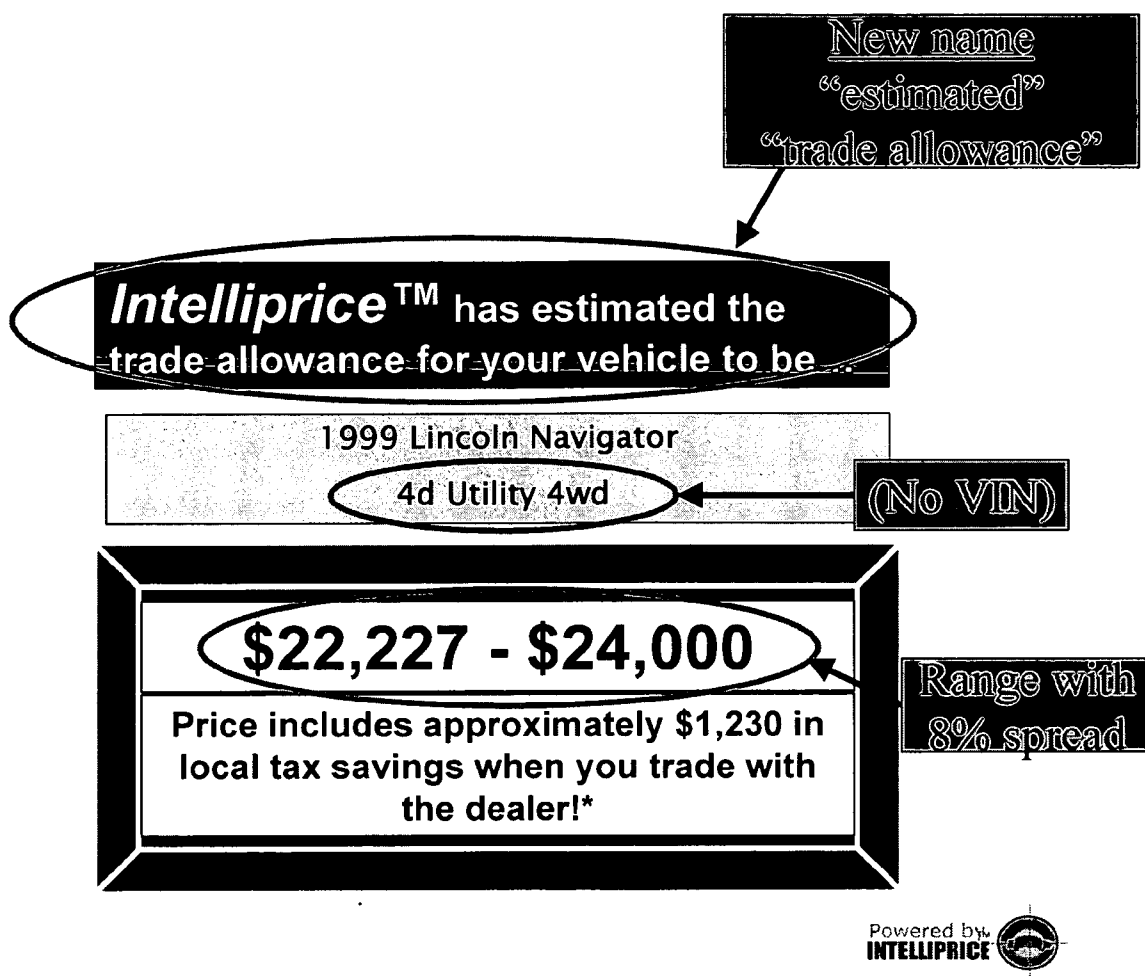 New name
“estimated”
“trade allowance”
Intelliprice™ has estimated the
trade allowance for your vehicle to be ...
1999 Lincoln Navigator
4d Utility 4wd
(No VIN)
$22,227 - $24,000
Range with
8% spread
Price includes approximately $1,230 in
local tax savings when you trade with
the dealer!*
Powered by
INTELLIPRICE